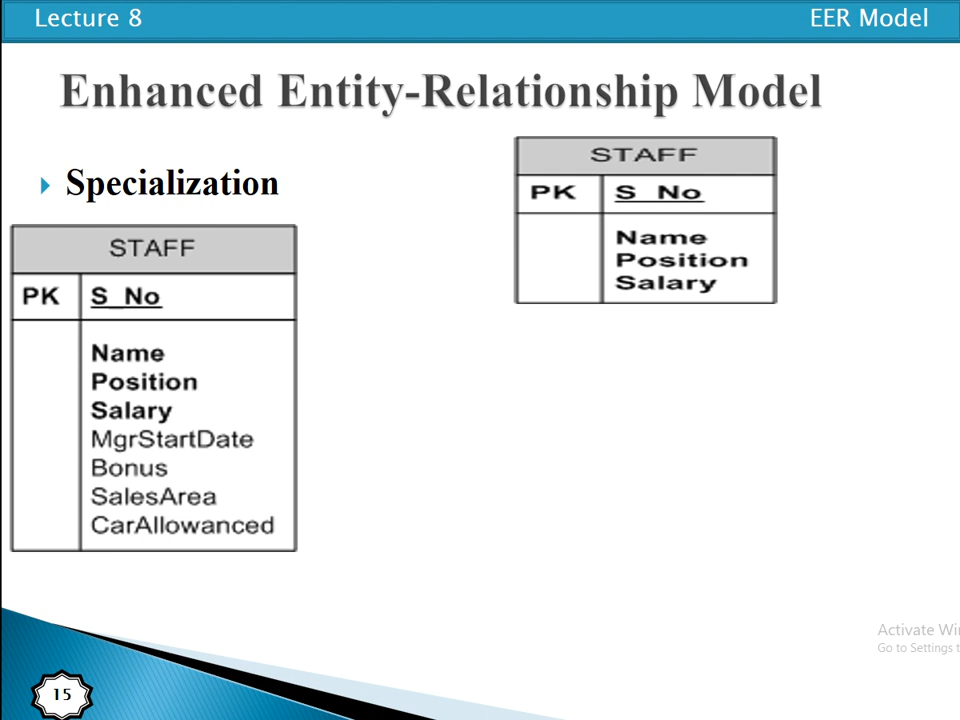 Lecture 8
EER Model
Enhanced Entity-Relationship Model
Specialization
STAFF
PK
S_No
Name
Position
Salary
MgrStartDate
Bonus
SalesArea
CarAllowanced
STAFF
PK
S_No
Name
Position
Salary
Activate Wi
Go to Settings t
15